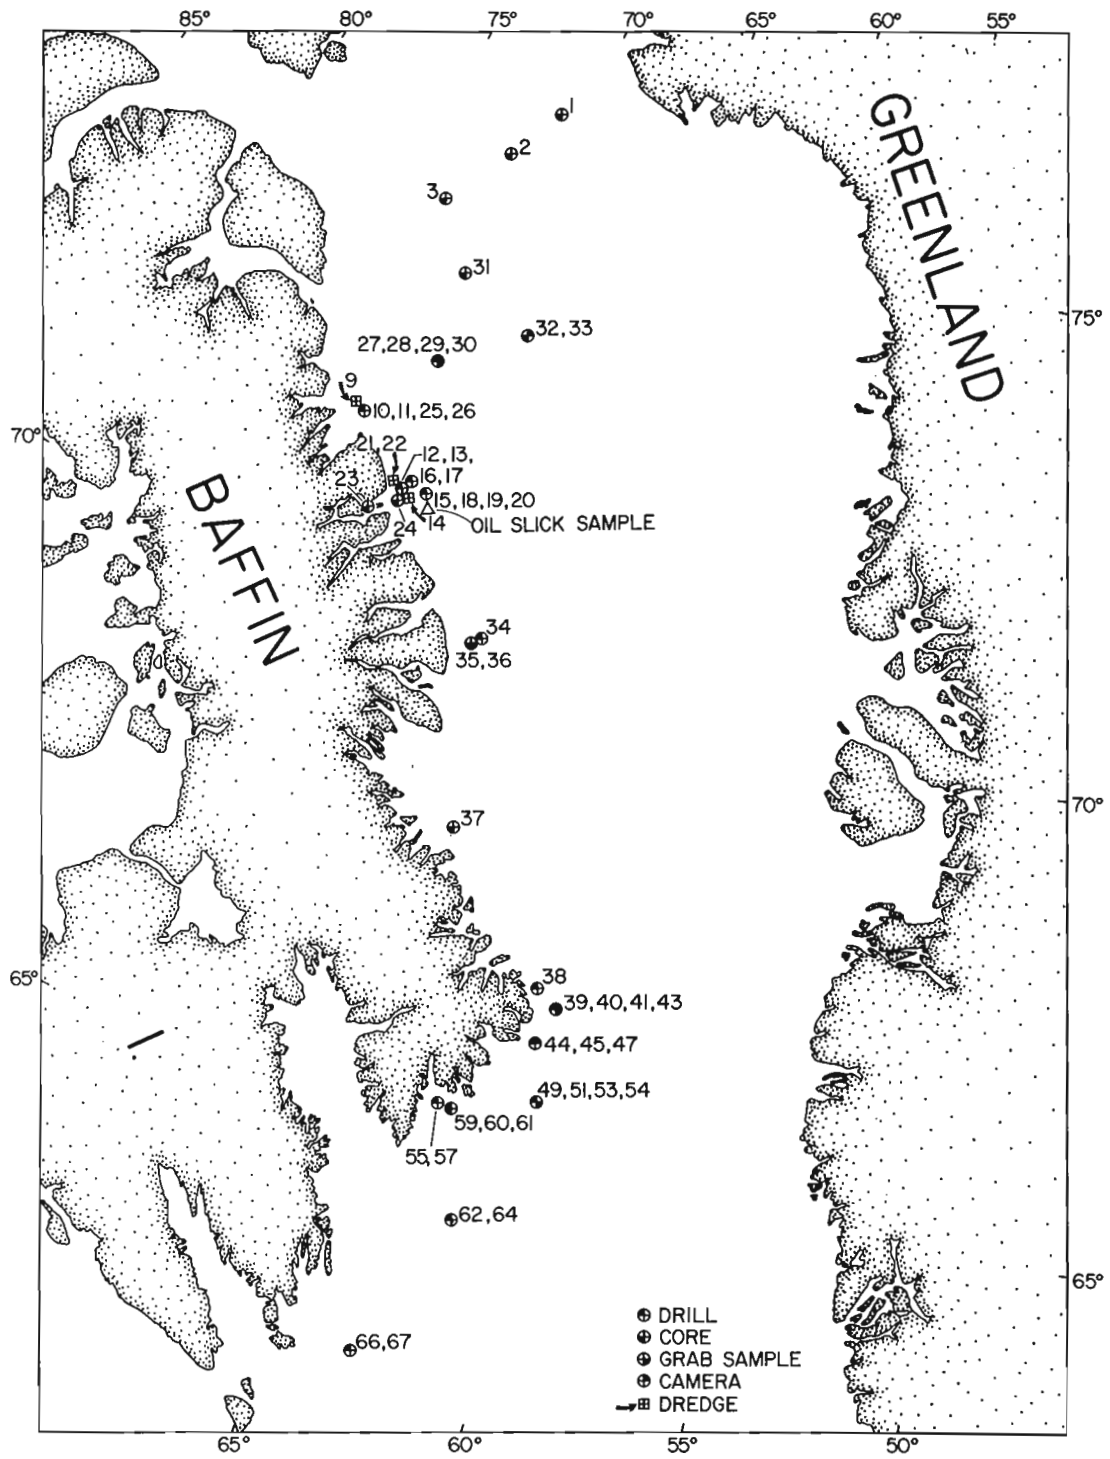 85° 80° 75° 70° 65° 60° 55°
1
2
3
31
32,33
27,28,29,30
9
10,11,25,26
21,22
12,13,
16,17
23
15,18,19,20
24
14
OIL SLICK SAMPLE
34
35,36
37
38
39,40,41,43
44,45,47
49,51,53,54
59,60,61
55,57
62,64
66,67
GREENLAND
BAFFIN
I.
70°
65°
75°
70°
65°
DRILL
CORE
GRAB SAMPLE
CAMERA
DREDGE
65° 60° 55° 50°